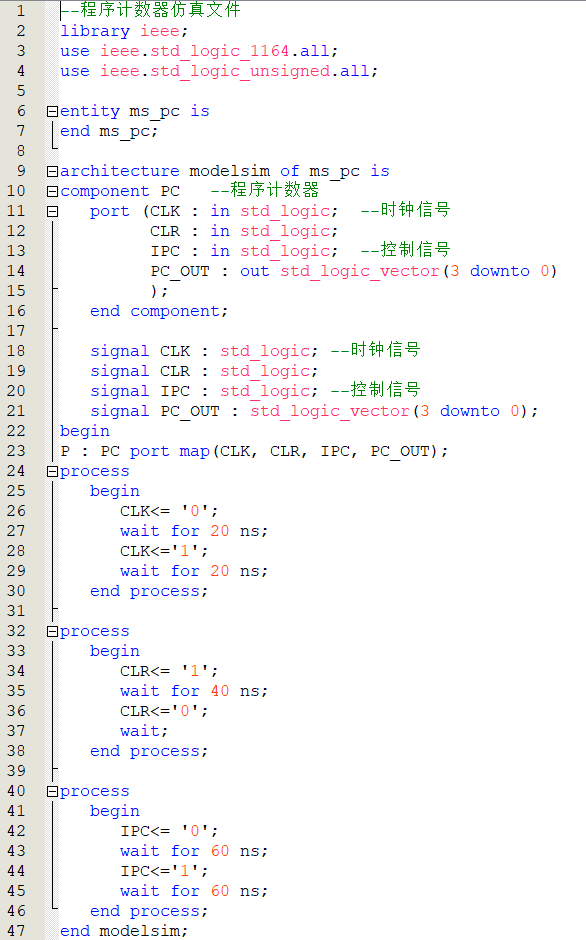 1 --程序计数器仿真文件
2 library ieee;
3 use ieee.std_logic_1164.all;
4 use ieee.std_logic_unsigned.all;
5
6 entity ms_pc is
7 end ms_pc;
8
9 architecture modelsim of ms_pc is
10 component PC   --程序计数器
11    port (CLK : in std_logic;  --时钟信号
12          CLR : in std_logic;
13          IPC : in std_logic;  --控制信号
14          PC_OUT : out std_logic_vector(3 downto 0)
15          );
16    end component;
17
18    signal CLK : std_logic; --时钟信号
19    signal CLR : std_logic;
20    signal IPC : std_logic; --控制信号
21    signal PC_OUT : std_logic_vector(3 downto 0);
22 begin
23 P : PC port map(CLK, CLR, IPC, PC_OUT);
24 process
25    begin
26       CLK<= '0';
27       wait for 20 ns;
28       CLK<='1';
29       wait for 20 ns;
30    end process;
31
32 process
33    begin
34       CLR<= '1';
35       wait for 40 ns;
36       CLR<='0';
37       wait;
38    end process;
39
40 process
41    begin
42       IPC<= '0';
43       wait for 60 ns;
44       IPC<='1';
45       wait for 60 ns;
46    end process;
47 end modelsim;